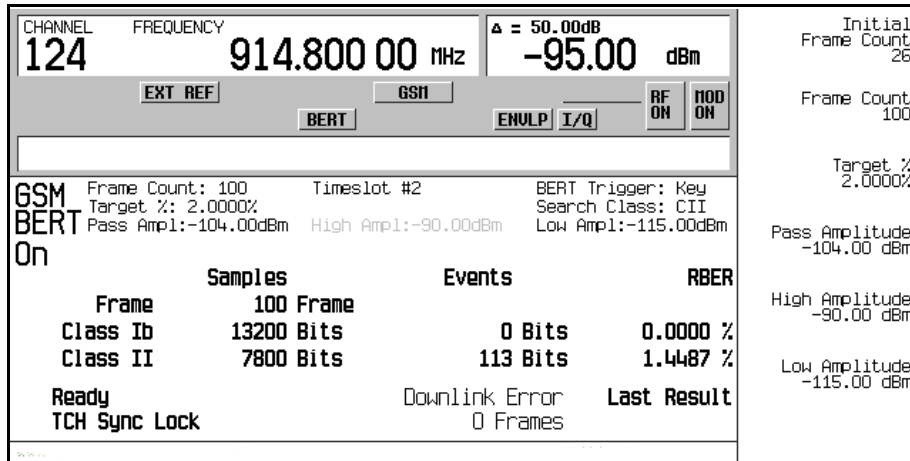 CHANNEL FREQUENCY
124 914.800 00 MHz
Δ = 50.00dB
-95.00 dBm
EXT REF GSM
BERT ENVLP I/Q
RF ON MOD ON
GSM BERT On
Frame Count: 100 Timeslot #2 BERT Trigger: Key
Target %: 2.0000% Search Class: CII
Pass Ampl:-104.00dBm High Ampl:-90.00dBm Low Ampl:-115.00dBm
Samples Events RBER
Frame 100 Frame
Class Ib 13200 Bits 0 Bits 0.0000 %
Class II 7800 Bits 113 Bits 1.4487 %
Ready Downlink Error Last Result
TCH Sync Lock 0 Frames
Initial
Frame Count
26
Frame Count
100
Target %
2.0000%
Pass Amplitude
-104.00 dBm
High Amplitude
-90.00 dBm
Low Amplitude
-115.00 dBm